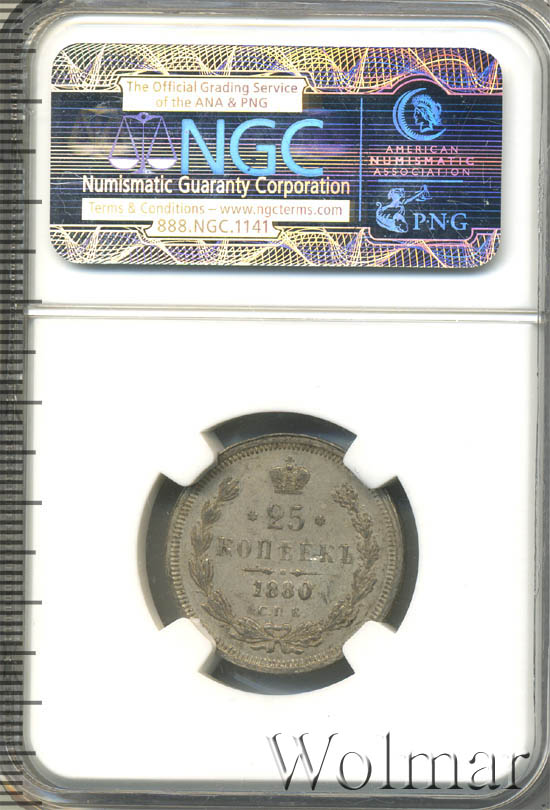 The Official Grading Service
of the ANA & PNG
NGC
Numismatic Guaranty Corporation
Terms & Conditions – www.ngcterms.com
888.NGC.1141
AMERICAN
NUMISMATIC
ASSOCIATION
PNG
25
КОПѢЕКЪ
1880
С.П.Б.
Wolmar